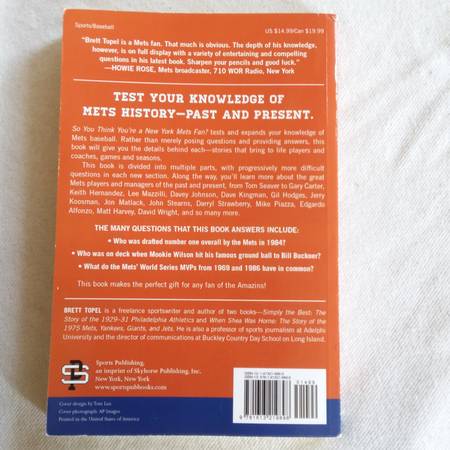 Sports/Baseball
US $14.99/Can $19.99
"Brett Topel is a Mets fan. That much is obvious. The depth of his knowledge,
however, is on full display with a variety of entertaining and compelling
questions in his latest book. Sharpen your pencils and good luck."
—HOWIE ROSE, Mets broadcaster, 710 WOR Radio, New York
TEST YOUR KNOWLEDGE OF
METS HISTORY—PAST AND PRESENT.
So You Think You're a New York Mets Fan? tests and expands your knowledge of
Mets baseball. Rather than merely posing questions and providing answers, this
book will give you the details behind each—stories that bring to life players and
coaches, games and seasons.
This book is divided into multiple parts, with progressively more difficult
questions in each new section. Along the way, you'll learn more about the great
Mets players and managers of the past and present, from Tom Seaver to Gary Carter,
Keith Hernandez, Lee Mazzilli, Davey Johnson, Dave Kingman, Gil Hodges, Jerry
Koosman, Jon Matlack, John Stearns, Darryl Strawberry, Mike Piazza, Edgardo
Alfonzo, Matt Harvey, David Wright, and so many more.
THE MANY QUESTIONS THAT THIS BOOK ANSWERS INCLUDE:
• Who was drafted number one overall by the Mets in 1984?
• Who was on deck when Mookie Wilson hit his famous ground ball to Bill Buckner?
• What do the Mets' World Series MVPs from 1969 and 1986 have in common?
This book makes the perfect gift for any fan of the Amazins!
BRETT TOPEL is a freelance sportswriter and author of two books—Simply the Best: The
Story of the 1929–31 Philadelphia Athletics and When Shea Was Home: The Story of the
1975 Mets, Yankees, Giants, and Jets. He is also a professor of sports journalism at Adelphi
University and the director of communications at Buckley Country Day School on Long Island.
Sports Publishing,
an imprint of Skyhorse Publishing, Inc.
New York, New York
www.sportspubbooks.com
Cover design by Tom Lau
Cover photograph: AP Images
Printed in the United States of America
51499
9 781613 219898